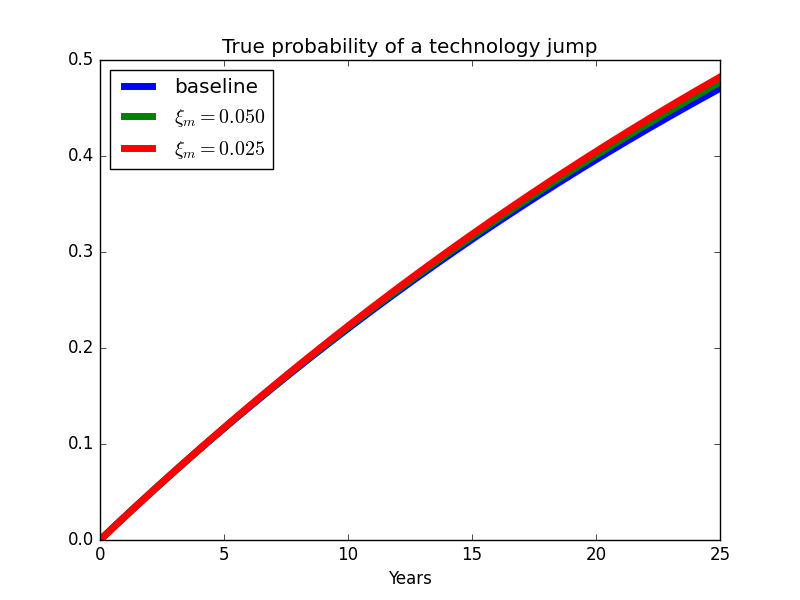 True probability of a technology jump
baseline
ξm = 0.050
ξm = 0.025
0.5
0.4
0.3
0.2
0.1
0.0
0 5 10 15 20 25
Years